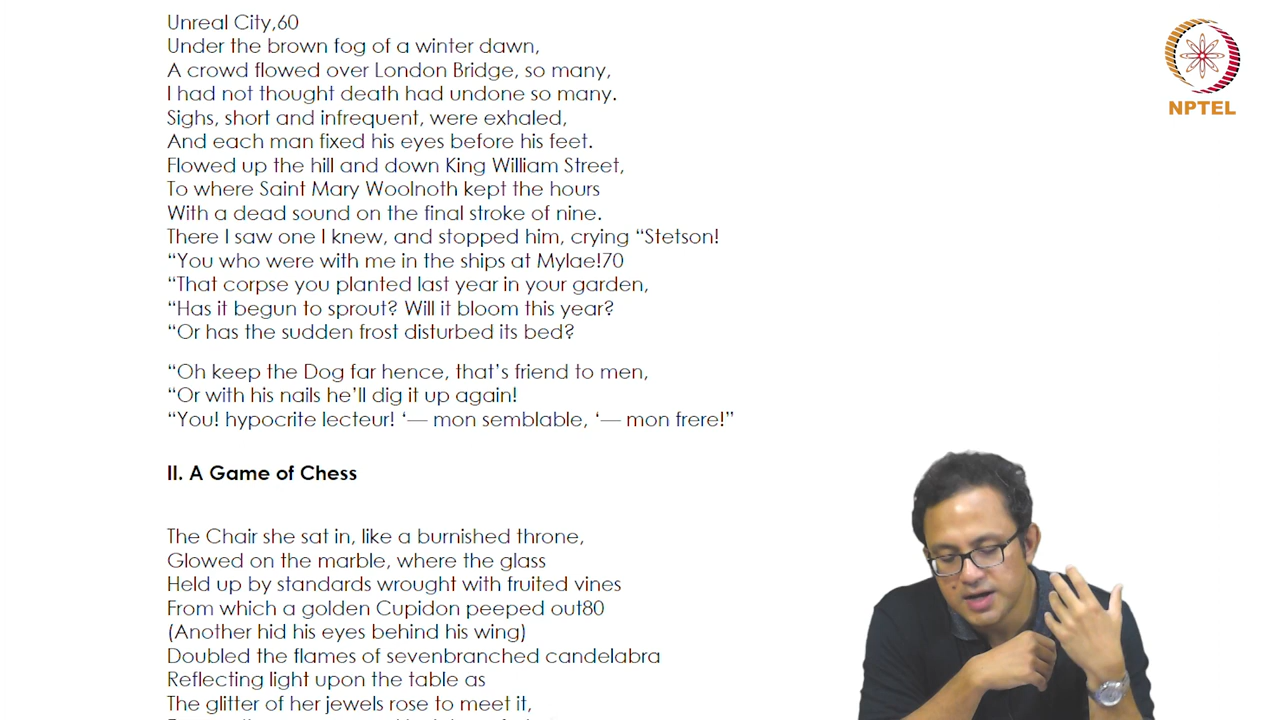 Unreal City,60
Under the brown fog of a winter dawn,
A crowd flowed over London Bridge, so many,
I had not thought death had undone so many.
Sighs, short and infrequent, were exhaled,
And each man fixed his eyes before his feet.
Flowed up the hill and down King William Street,
To where Saint Mary Woolnoth kept the hours
With a dead sound on the final stroke of nine.
There I saw one I knew, and stopped him, crying “Stetson!
“You who were with me in the ships at Mylae!70
“That corpse you planted last year in your garden,
“Has it begun to sprout? Will it bloom this year?
“Or has the sudden frost disturbed its bed?
“Oh keep the Dog far hence, that’s friend to men,
“Or with his nails he’ll dig it up again!
“You! hypocrite lecteur! ‘— mon semblable, ‘— mon frere!”
II. A Game of Chess
The Chair she sat in, like a burnished throne,
Glowed on the marble, where the glass
Held up by standards wrought with fruited vines
From which a golden Cupidon peeped out80
(Another hid his eyes behind his wing)
Doubled the flames of sevenbranched candelabra
Reflecting light upon the table as
The glitter of her jewels rose to meet it,
NPTEL